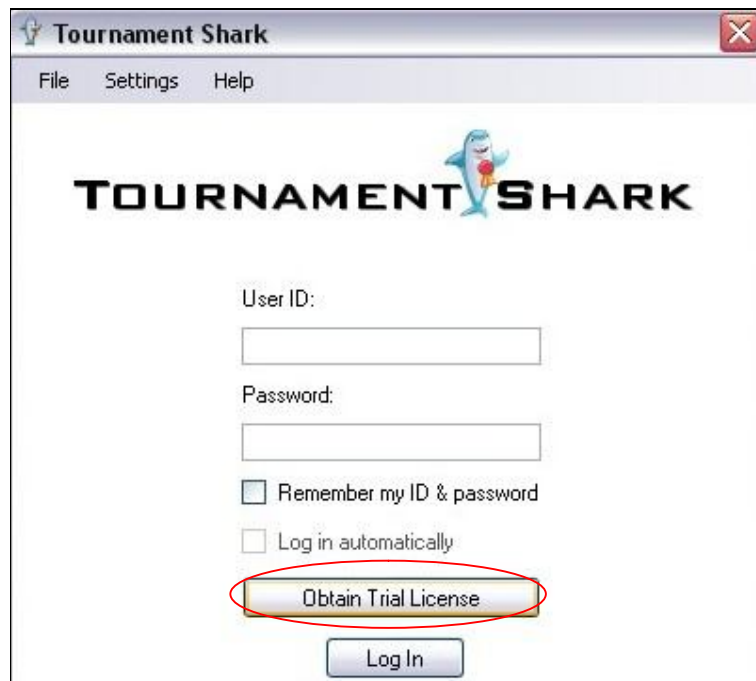 Tournament Shark
File Settings Help
TOURNAMENT SHARK
User ID:
Password:
Remember my ID & password
Log in automatically
Obtain Trial License
Log In